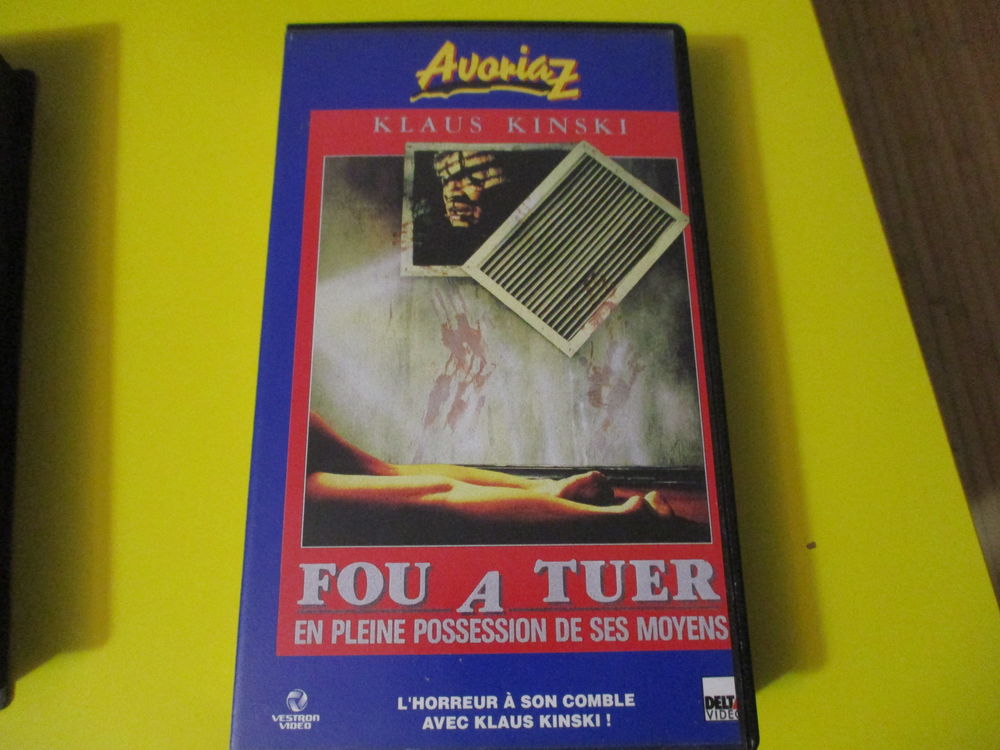 Avoriaz
KLAUS KINSKI
FOU A TUER
EN PLEINE POSSESSION DE SES MOYENS
L'HORREUR À SON COMBLE
AVEC KLAUS KINSKI !
VESTRON
VIDEO
DELTA
VIDEO